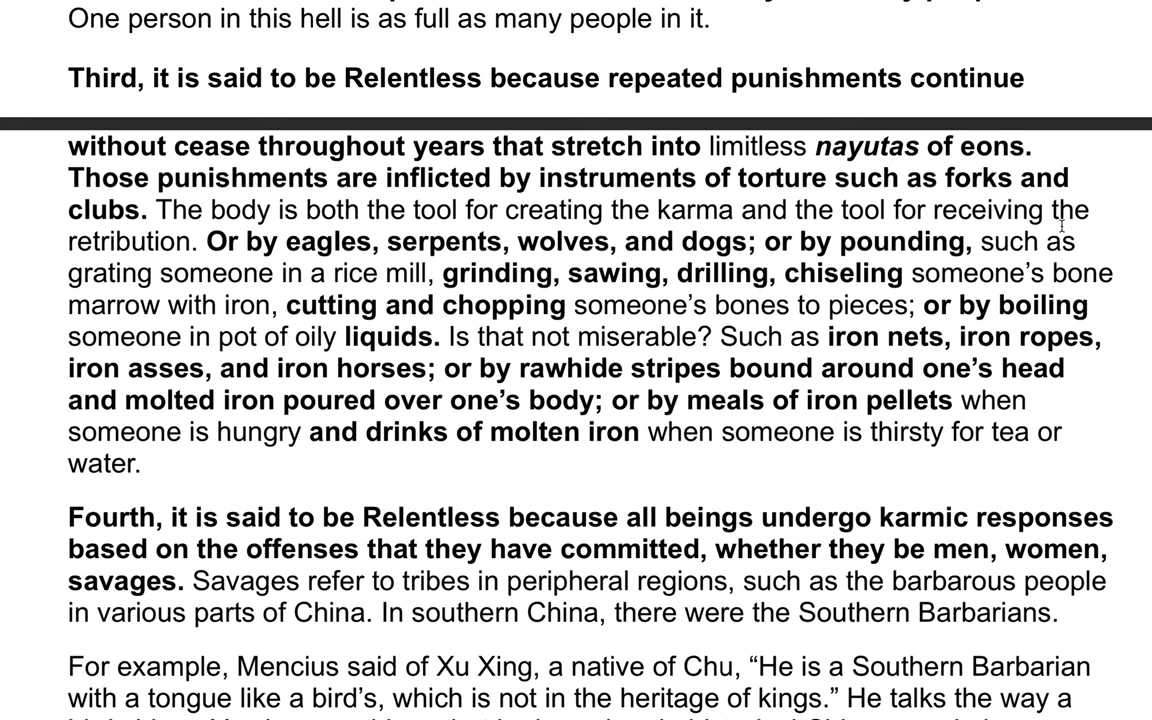 One person in this hell is as full as many people in it.
Third, it is said to be Relentless because repeated punishments continue
without cease throughout years that stretch into limitless nayutas of eons.
Those punishments are inflicted by instruments of torture such as forks and
clubs. The body is both the tool for creating the karma and the tool for receiving the
retribution. Or by eagles, serpents, wolves, and dogs; or by pounding, such as
grating someone in a rice mill, grinding, sawing, drilling, chiseling someone's bone
marrow with iron, cutting and chopping someone's bones to pieces; or by boiling
someone in pot of oily liquids. Is that not miserable? Such as iron nets, iron ropes,
iron asses, and iron horses; or by rawhide stripes bound around one's head
and molted iron poured over one's body; or by meals of iron pellets when
someone is hungry and drinks of molten iron when someone is thirsty for tea or
water.
Fourth, it is said to be Relentless because all beings undergo karmic responses
based on the offenses that they have committed, whether they be men, women,
savages. Savages refer to tribes in peripheral regions, such as the barbarous people
in various parts of China. In southern China, there were the Southern Barbarians.
For example, Mencius said of Xu Xing, a native of Chu, “He is a Southern Barbarian
with a tongue like a bird's, which is not in the heritage of kings.” He talks the way a